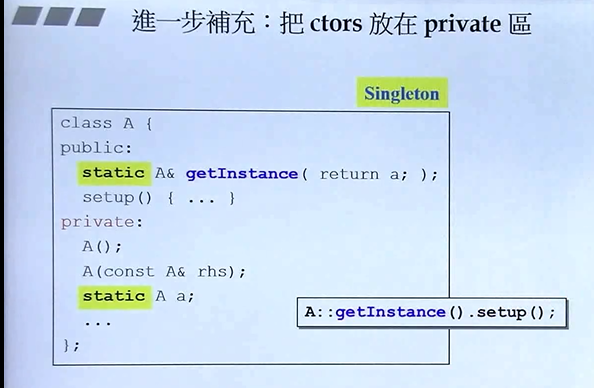 進一步補充：把 ctors 放在 private 區
Singleton
class A {
public:
static A& getInstance( return a; );
setup() { ... }
private:
A();
A(const A& rhs);
static A a;
...
};
A::getInstance().setup();